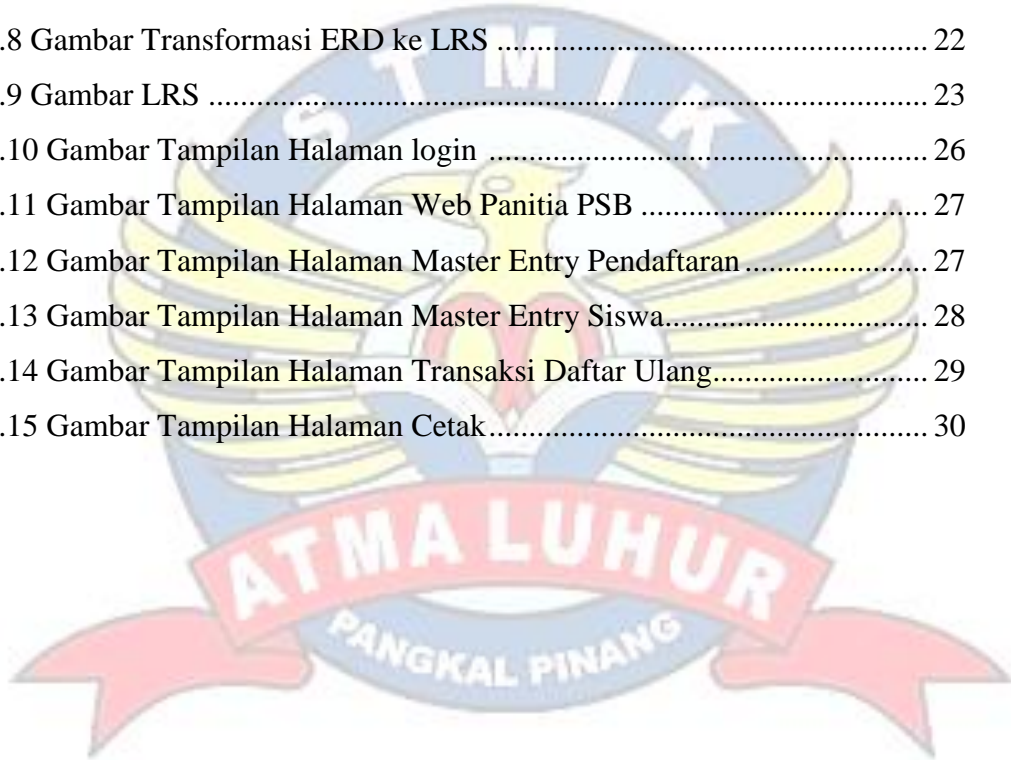 .8 Gambar Transformasi ERD ke LRS ........................................................ 22
.9 Gambar LRS ............................................................................................. 23
.10 Gambar Tampilan Halaman login ......................................................... 26
.11 Gambar Tampilan Halaman Web Panitia PSB ..................................... 27
.12 Gambar Tampilan Halaman Master Entry Pendaftaran ........................ 27
.13 Gambar Tampilan Halaman Master Entry Siswa.................................. 28
.14 Gambar Tampilan Halaman Transaksi Daftar Ulang............................ 29
.15 Gambar Tampilan Halaman Cetak......................................................... 30
STMIK
ATMA LUHUR
PANGKAL PINANG